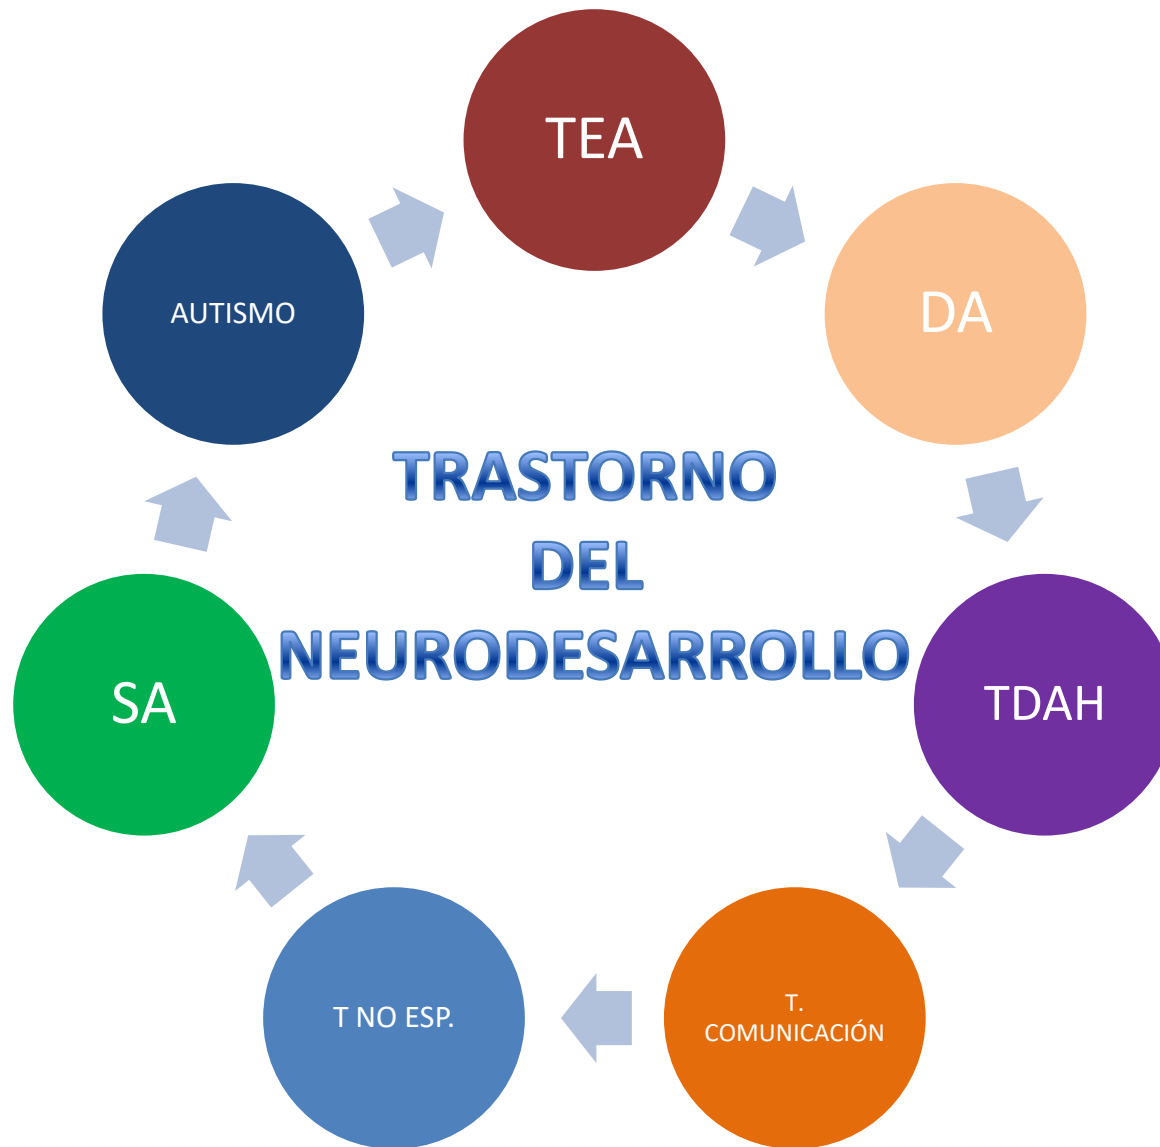 TEA
DA
TDAH
T.
COMUNICACIÓN
T NO ESP.
SA
AUTISMO
TRASTORNO
DEL
NEURODESARROLLO